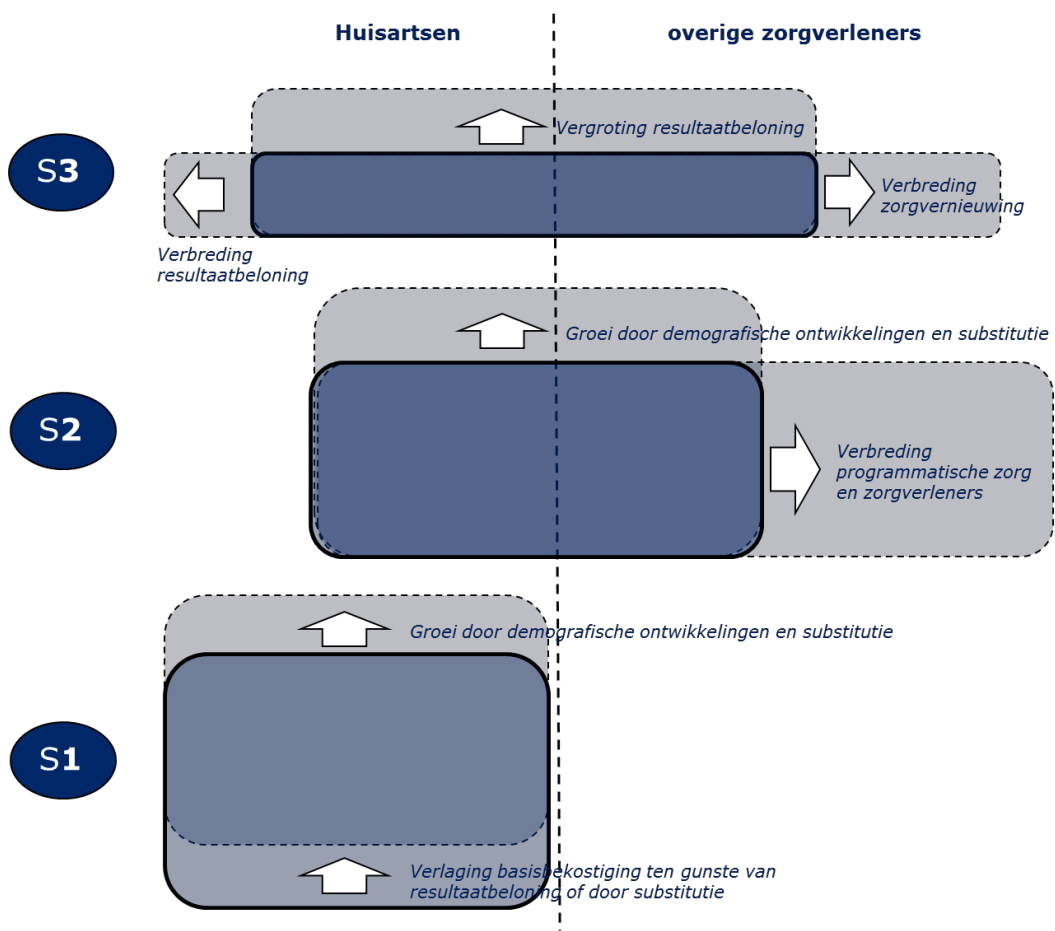 Huisartsen
overige zorgverleners
S3
Vergroting resultaatbeloning
Verbreding
zorgvernieuwing
Verbreding
resultaatbeloning
Groei door demografische ontwikkelingen en substitutie
S2
Verbreding
programmatische zorg
en zorgverleners
Groei door demografische ontwikkelingen en substitutie
S1
Verlaging basisbekostiging ten gunste van
resultaatbeloning of door substitutie